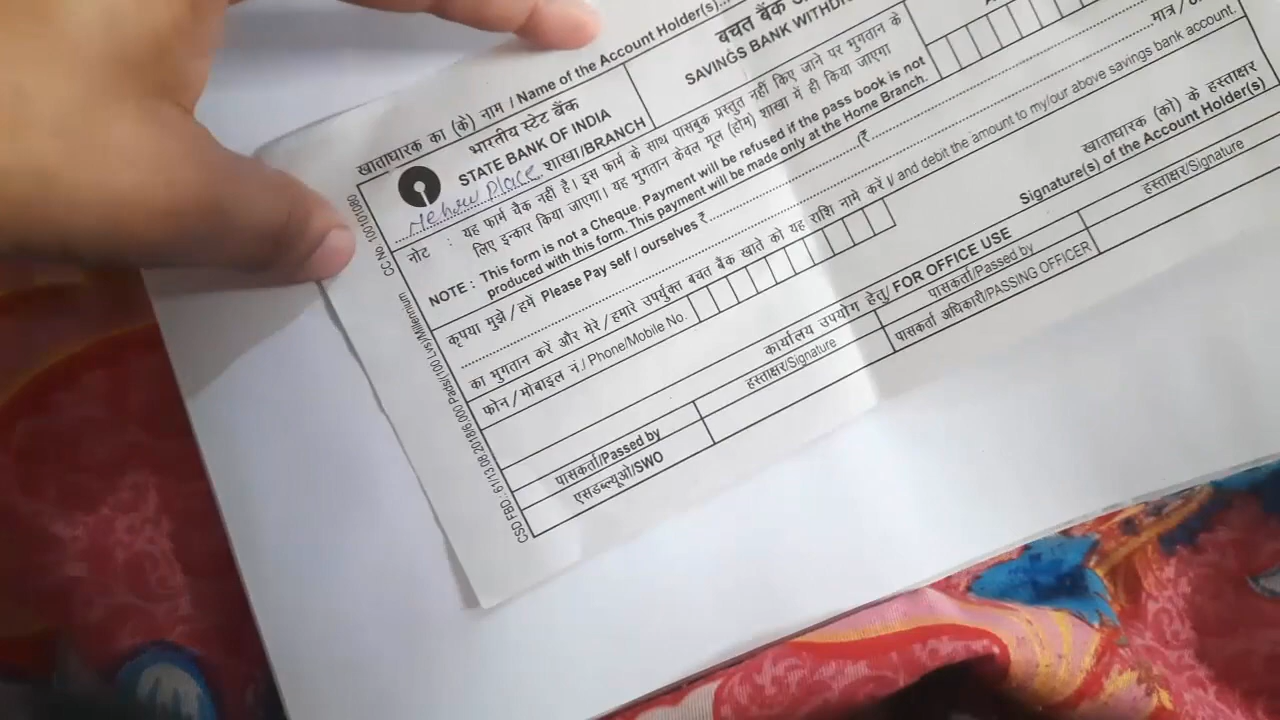 खाताधारक का (के) नाम / Name of the Account Holder(s)...
भारतीय स्टेट बैंक
STATE BANK OF INDIA
Nehru Place शाखा/BRANCH
बचत बैंक
SAVINGS BANK
नोट : यह फार्म चैक नहीं है। इस फार्म के साथ पासबुक प्रस्तुत नहीं किए जाने पर भुगतान के
लिए इन्कार किया जाएगा। यह भुगतान केवल मूल (होम) शाखा में ही किया जाएगा
NOTE : This form is not a Cheque. Payment will be refused if the pass book is not
produced with this form. This payment will be made only at the Home Branch.
कृपया मुझे / हमें Please Pay self / ourselves ₹
(₹
मात्र /
का भुगतान करें और मेरे / हमारे उपर्युक्त बचत बैंक खाते को यह राशि नामे करें I/ and debit the amount to my/our above savings bank account.
फोन / मोबाइल नं./ Phone/Mobile No.
खाताधारक (कों) के हस्ताक्षर
Signature(s) of the Account Holder(s)
कार्यालय उपयोग हेतु/ FOR OFFICE USE
पासकर्ता/Passed by
हस्ताक्षर/Signature
पासकर्ता/Passed by
हस्ताक्षर/Signature
एसडब्ल्यूओ/SWO
पासकर्ता अधिकारी/PASSING OFFICER
CSD FBD.: 61/13.08.2018/6,000 Pads/(100 Lvs)/Millennium
CC No. 100101080